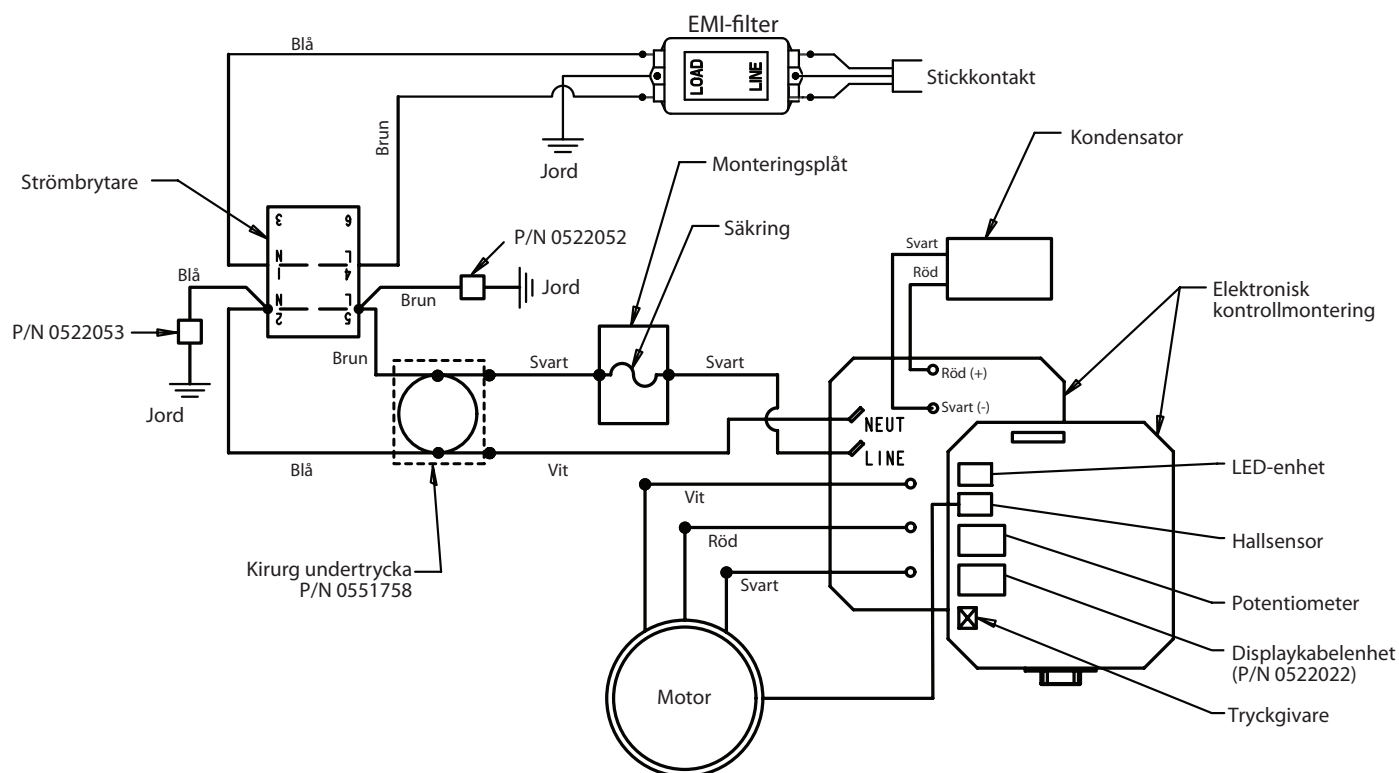 EMI-filter
Blå
LOAD
LINE
Stickkontakt
Brun
Jord
Kondensator
Monteringsplåt
Strömbrytare
Säkring
3
6
P/N 0522052
Svart
N
L
1
4
Röd
Blå
Brun
Jord
Elektronisk
kontrollmontering
N
L
2
5
P/N 0522053
Brun
Svart
Svart
Röd (+)
Jord
Svart (-)
NEUT
LINE
Blå
Vit
LED-enhet
Vit
Röd
Hallsensor
Kirurg undertrycka
P/N 0551758
Svart
Potentiometer
Displaykabelenhet
(P/N 0522022)
Motor
Tryckgivare